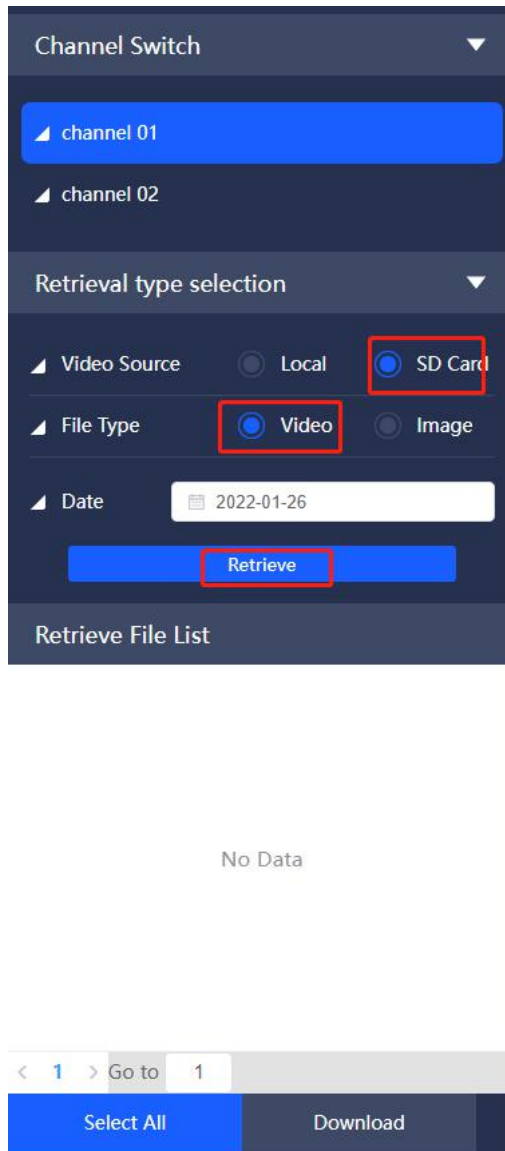 Channel Switch
channel 01
channel 02
Retrieval type selection
Video Source Local SD Card
File Type Video Image
Date 2022-01-26
Retrieve
Retrieve File List
No Data
< 1 > Go to 1
Select All Download